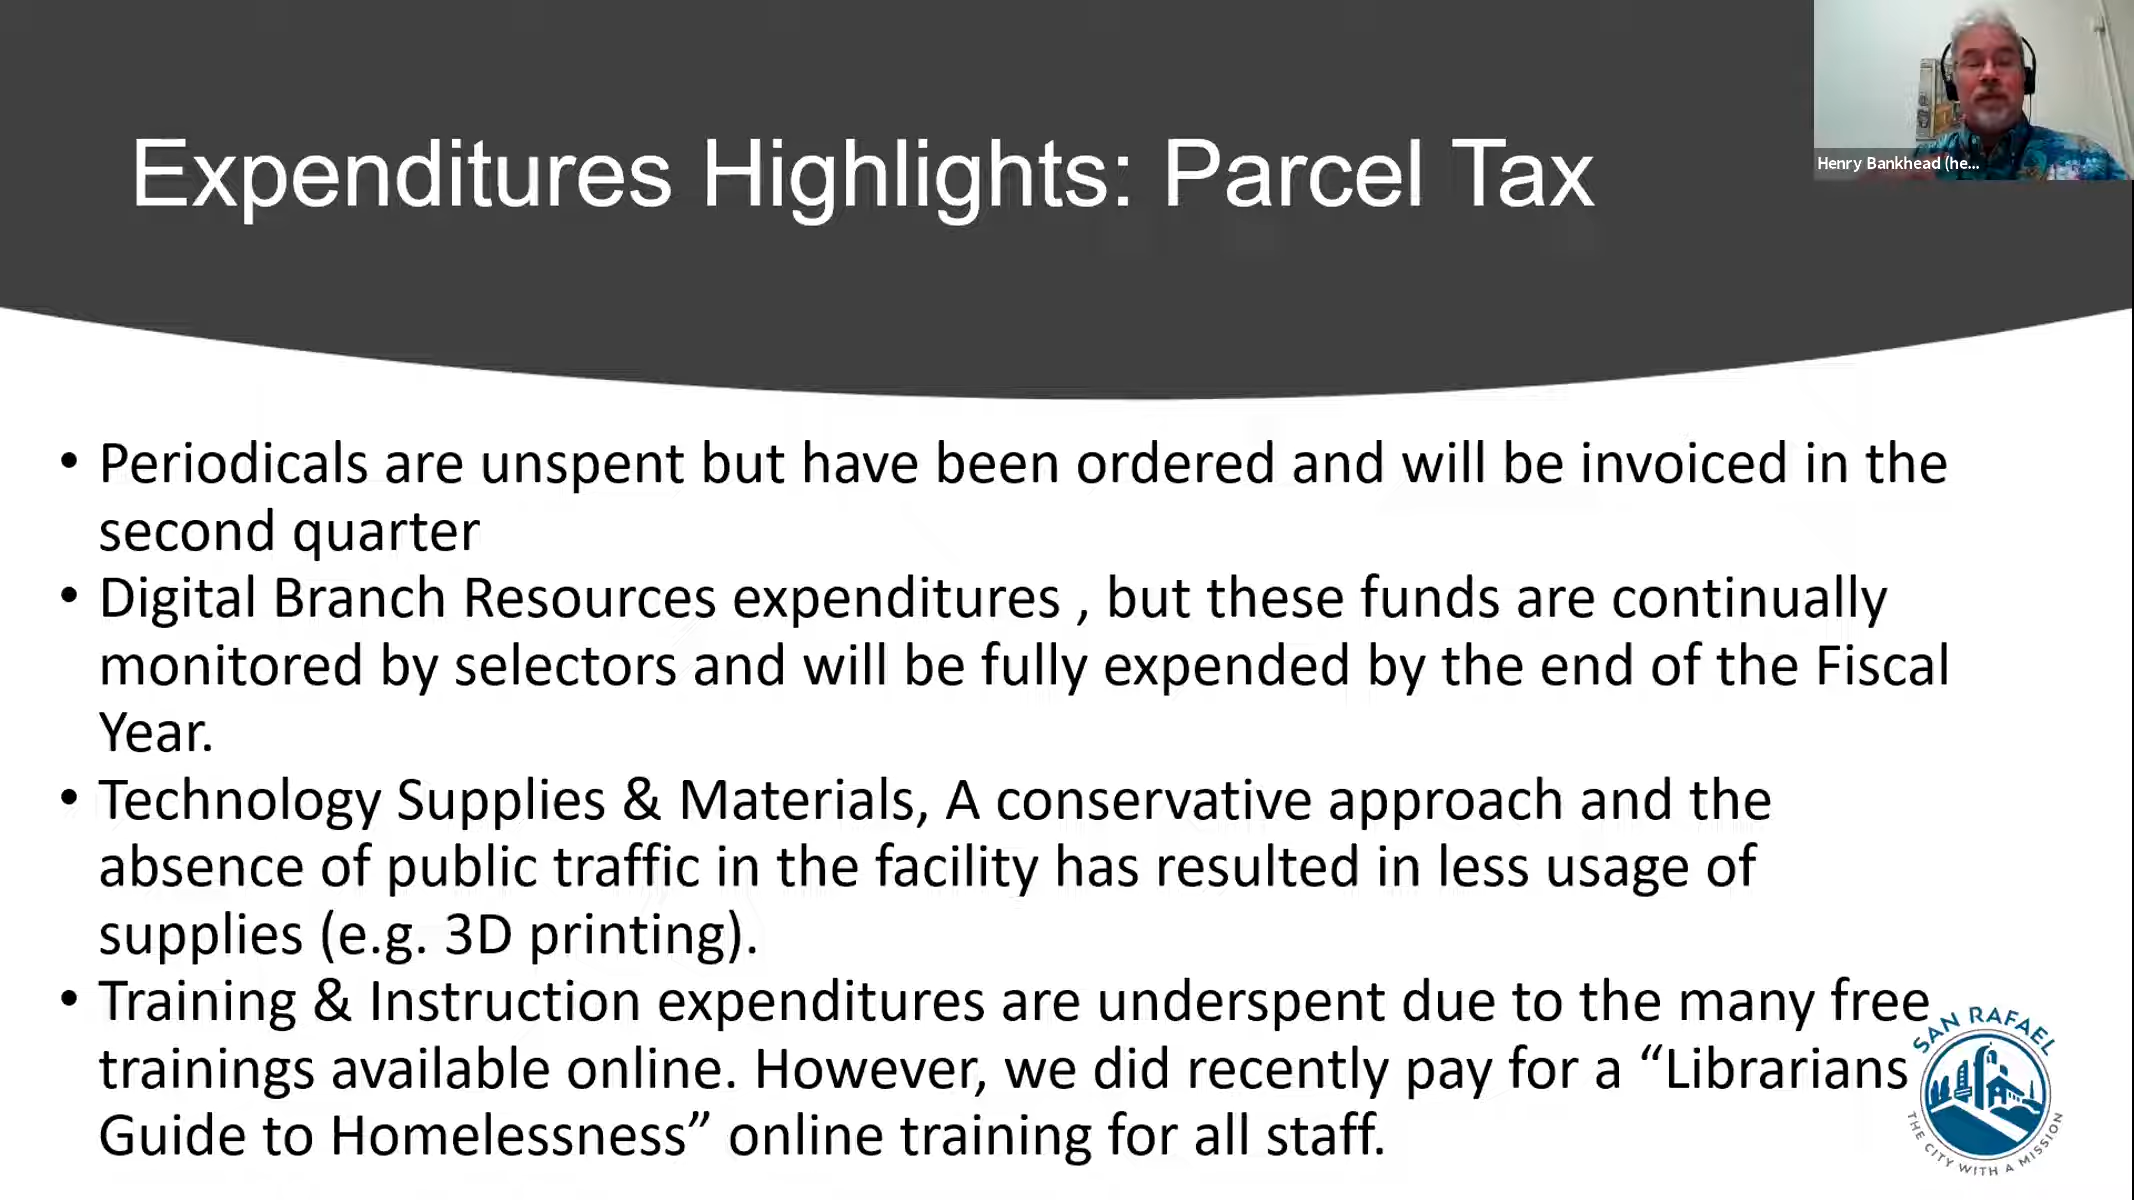 Expenditures Highlights: Parcel Tax
Henry Bankhead (he...
• Periodicals are unspent but have been ordered and will be invoiced in the
second quarter
• Digital Branch Resources expenditures , but these funds are continually
monitored by selectors and will be fully expended by the end of the Fiscal
Year.
• Technology Supplies & Materials, A conservative approach and the
absence of public traffic in the facility has resulted in less usage of
supplies (e.g. 3D printing).
• Training & Instruction expenditures are underspent due to the many free
trainings available online. However, we did recently pay for a “Librarians
Guide to Homelessness” online training for all staff.
SAN RAFAEL
THE CITY WITH A MISSION